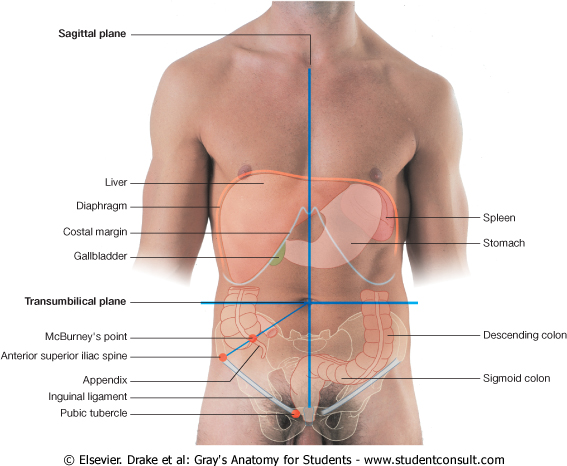 Sagittal plane
Liver
Diaphragm
Costal margin
Gallbladder
Spleen
Stomach
Transumbilical plane
McBurney's point
Anterior superior iliac spine
Appendix
Inguinal ligament
Pubic tubercle
Descending colon
Sigmoid colon
© Elsevier. Drake et al: Gray's Anatomy for Students - www.studentconsult.com